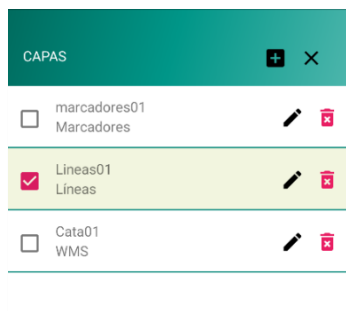 CAPAS
marcadores01
Marcadores
Lineas01
Líneas
Cata01
WMS